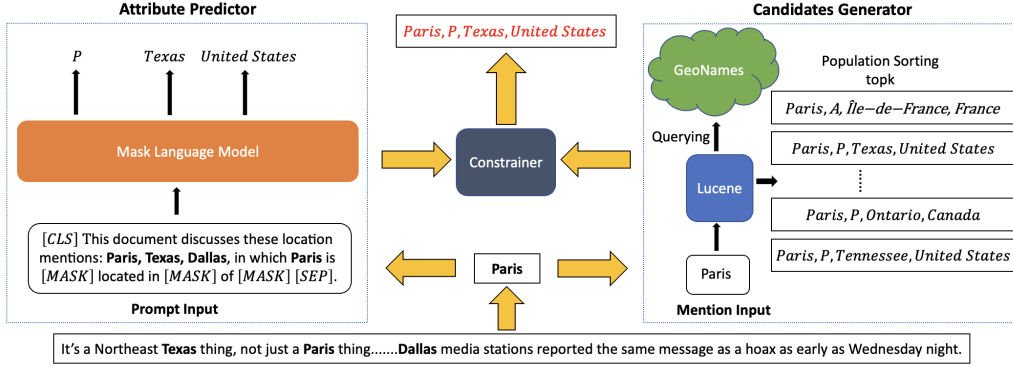 Attribute Predictor
P Texas United States
Mask Language Model
[CLS] This document discusses these location
mentions: Paris, Texas, Dallas, in which Paris is
[MASK] located in [MASK] of [MASK] [SEP].
Prompt Input
Paris, P, Texas, United States
Constrainer
Paris
Candidates Generator
GeoNames
Querying
Lucene
Paris
Mention Input
Population Sorting
topk
Paris, A, Île−de−France, France
Paris, P, Texas, United States
Paris, P, Ontario, Canada
Paris, P, Tennessee, United States
It's a Northeast Texas thing, not just a Paris thing.......Dallas media stations reported the same message as a hoax as early as Wednesday night.